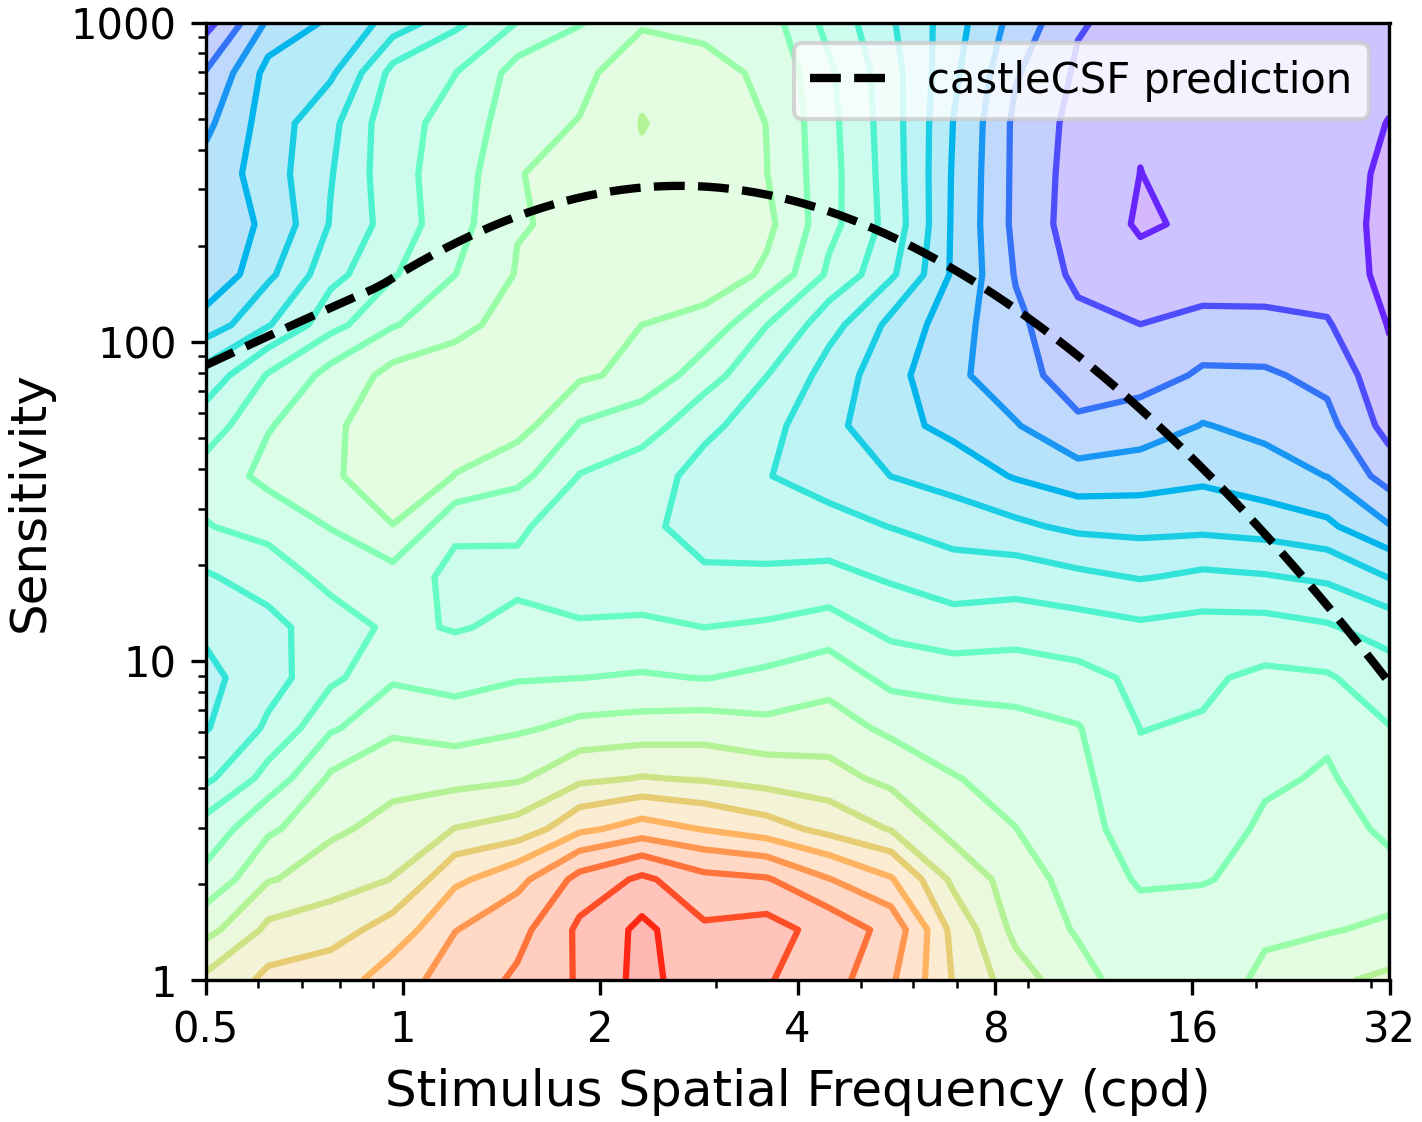 1000
100
10
1
Sensitivity
castleCSF prediction
0.5 1 2 4 8 16 32
Stimulus Spatial Frequency (cpd)